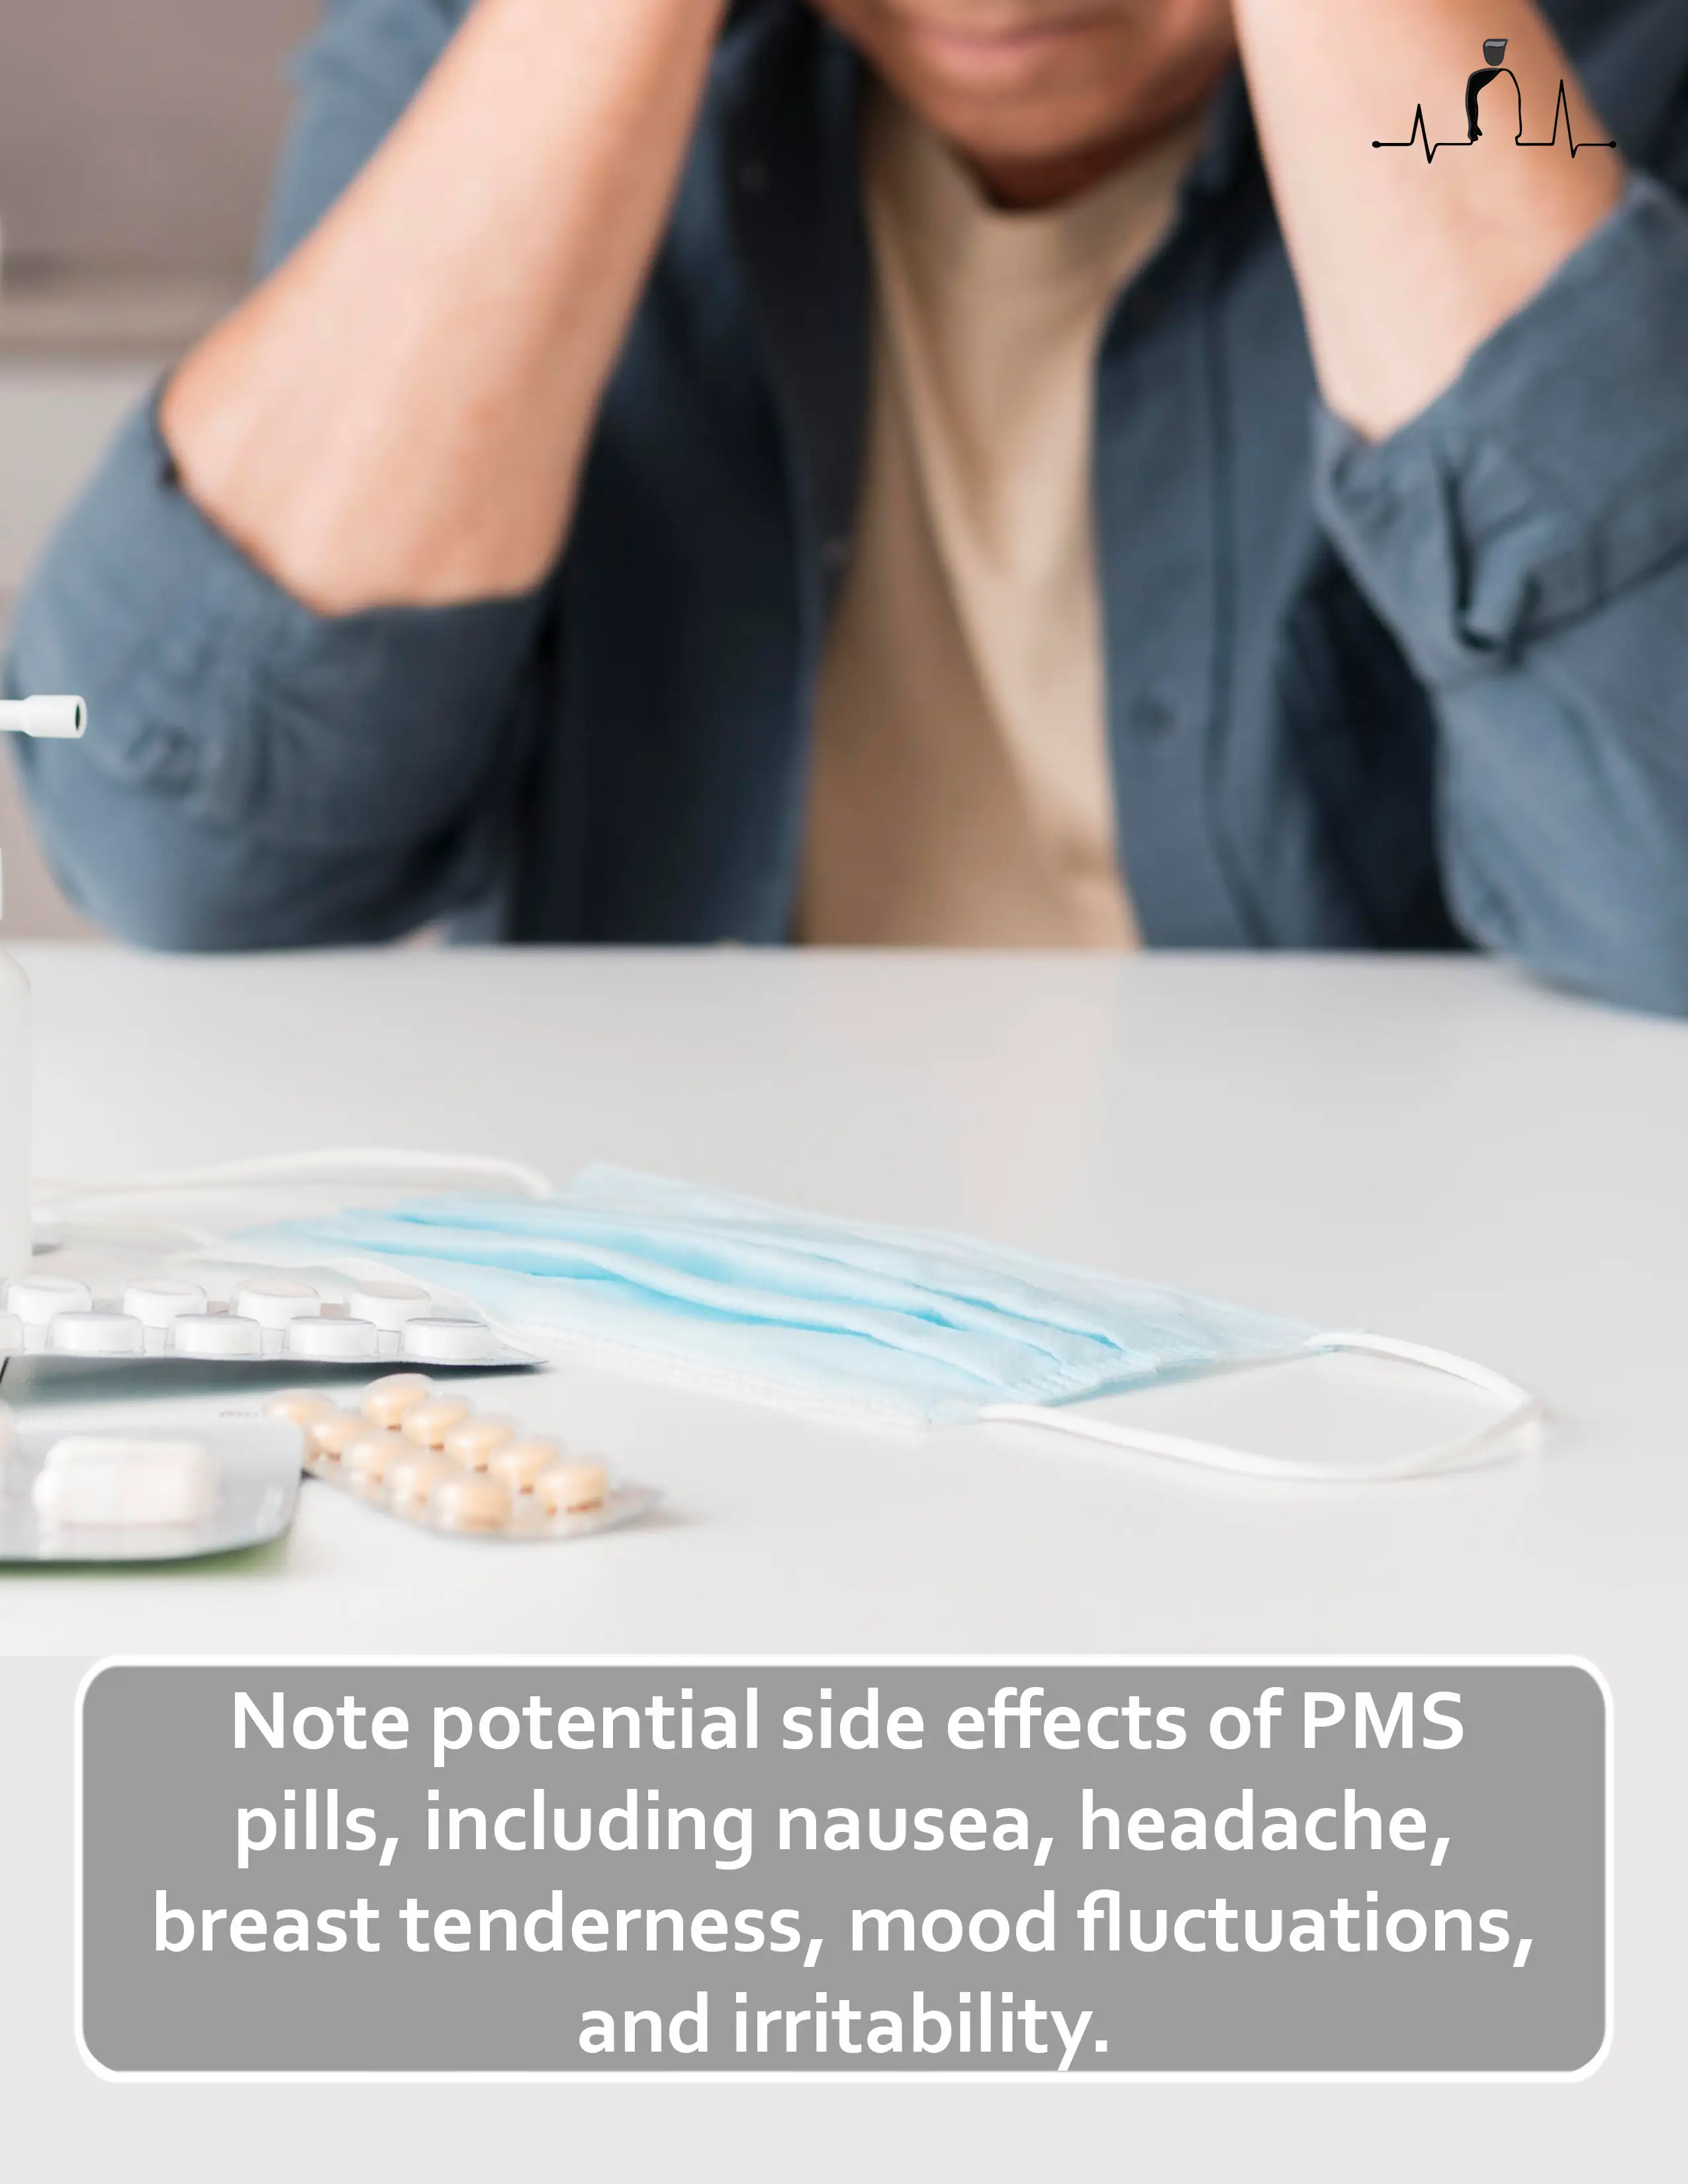 Note potential side effects of PMS
pills, including nausea, headache,
breast tenderness, mood fluctuations,
and irritability.